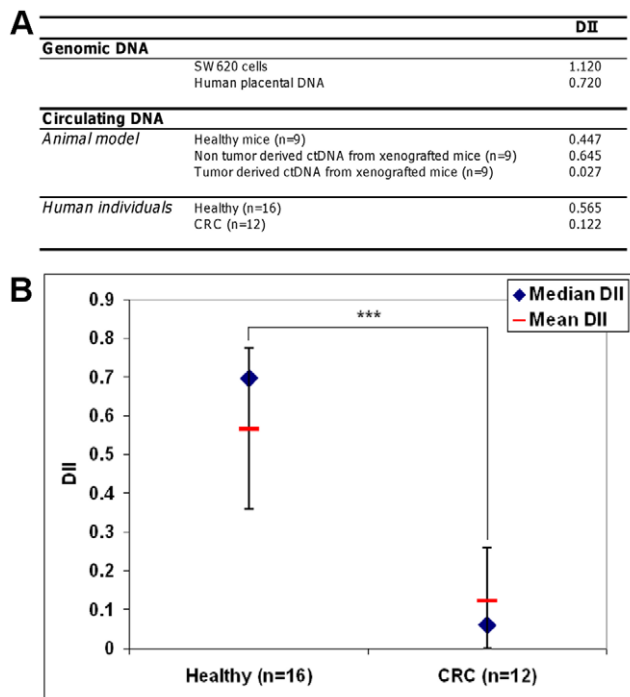 A
DII
Genomic DNA
SW620 cells 1.120
Human placental DNA 0.720
Circulating DNA
Animal model Healthy mice (n=9) 0.447
Non tumor derived ctDNA from xenografted mice (n=9) 0.645
Tumor derived ctDNA from xenografted mice (n=9) 0.027
Human individuals Healthy (n=16) 0.565
CRC (n=12) 0.122
B
0.9
0.8
0.7
0.6
0.5
0.4
0.3
0.2
0.1
0
DII
***
Median DII
Mean DII
Healthy (n=16) CRC (n=12)